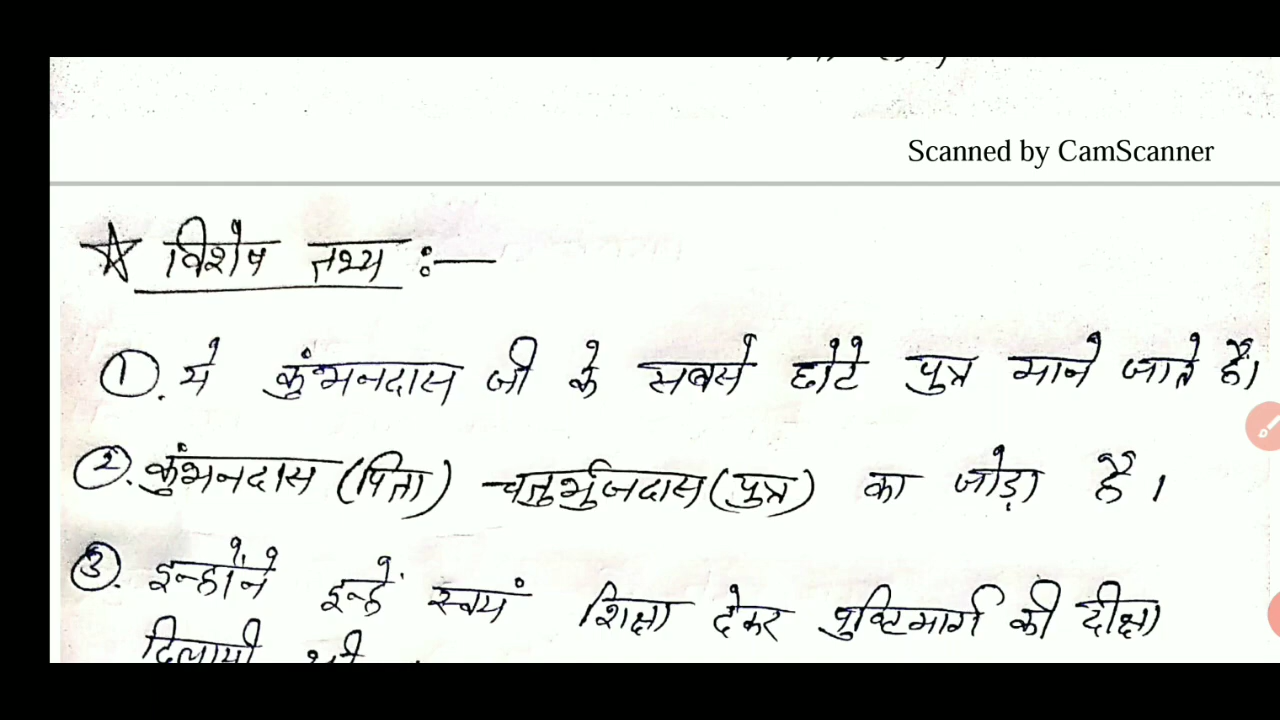 Scanned by CamScanner
☆ विशेष तथ्य :—
①. ये कुंभनदास जी के सबसे छोटे पुत्र माने जाते हैं।
②. कुंभनदास (पिता) चतुर्भुजदास (पुत्र) का जोड़ा है।
③. इन्होंने इन्हें स्वयं शिक्षा देकर पुष्टिमार्ग की दीक्षा
दिलायी थी